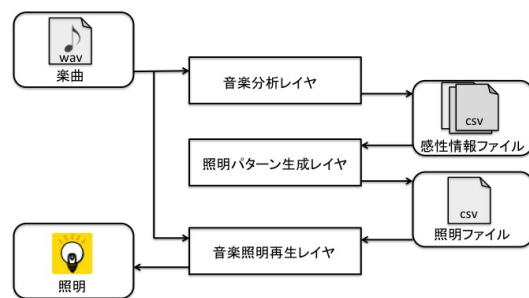 wav
楽曲
音楽分析レイヤ
csv
感性情報ファイル
照明パターン生成レイヤ
csv
照明ファイル
音楽照明再生レイヤ
照明